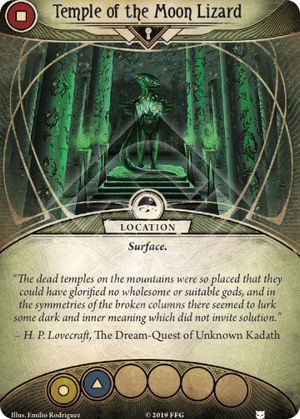 Temple of the Moon Lizard
LOCATION
Surface.
“The dead temples on the mountains were so placed that they
could have glorified no wholesome or suitable gods, and in
the symmetries of the broken columns there seemed to lurk
some dark and inner meaning which did not invite solution.”
– H. P. Lovecraft, The Dream-Quest of Unknown Kadath
Illus. Emilio Rodriguez
© 2019 FFG